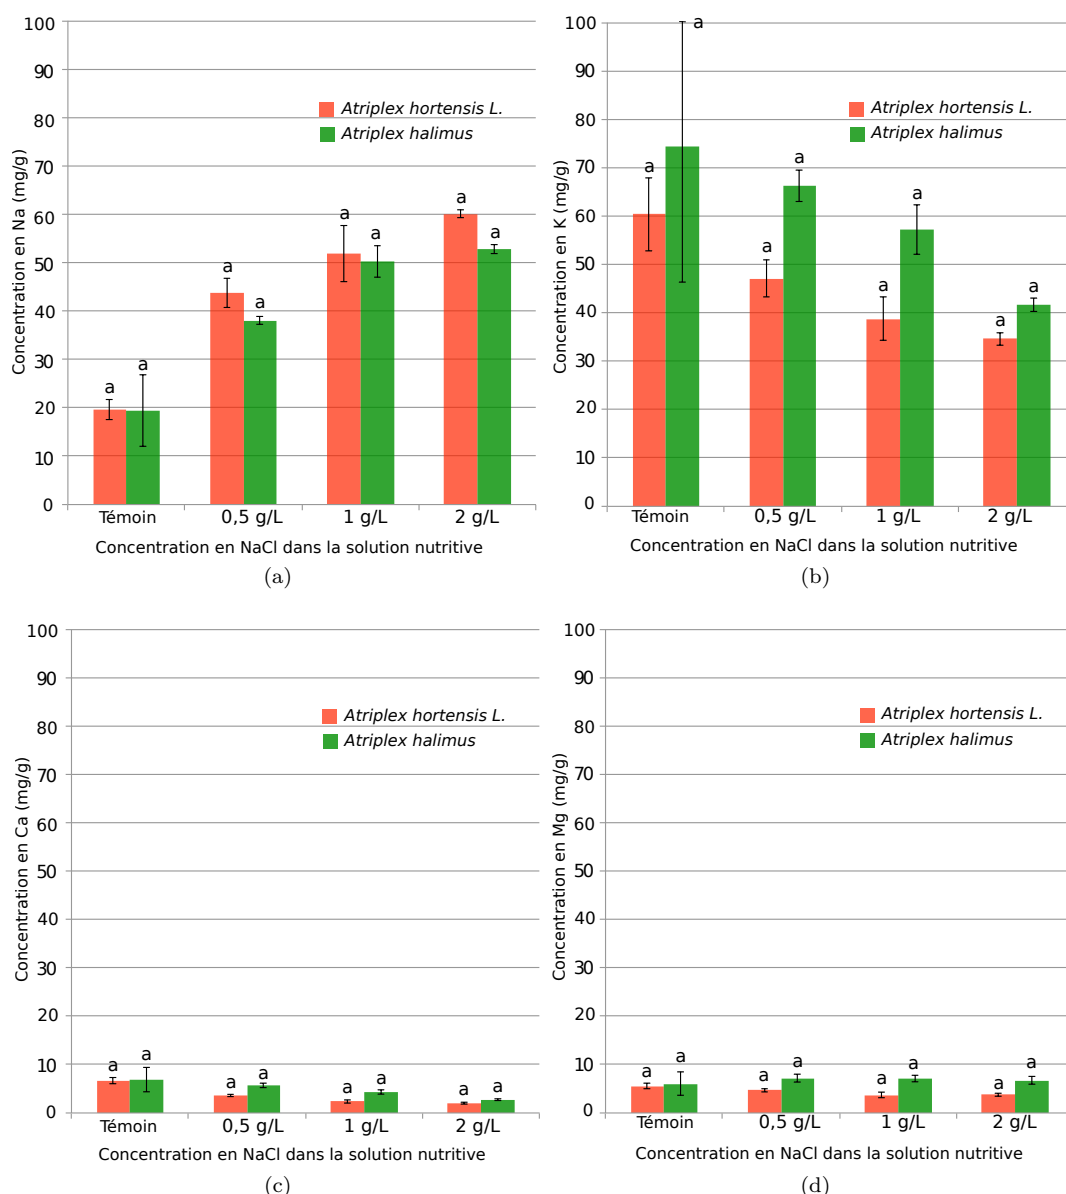 100
90
80
70
60
50
40
30
20
10
0
Concentration en Na (mg/g)
Atriplex hortensis L.
Atriplex halimus
a a a a a a a a
Témoin 0,5 g/L 1 g/L 2 g/L
Concentration en NaCl dans la solution nutritive
(a)
100
90
80
70
60
50
40
30
20
10
0
Concentration en K (mg/g)
Atriplex hortensis L.
Atriplex halimus
a a a a a a a a
Témoin 0,5 g/L 1 g/L 2 g/L
Concentration en NaCl dans la solution nutritive
(b)
100
90
80
70
60
50
40
30
20
10
0
Concentration en Ca (mg/g)
Atriplex hortensis L.
Atriplex halimus
a a a a a a a a
Témoin 0,5 g/L 1 g/L 2 g/L
Concentration en NaCl dans la solution nutritive
(c)
100
90
80
70
60
50
40
30
20
10
0
Concentration en Mg (mg/g)
Atriplex hortensis L.
Atriplex halimus
a a a a a a a a
Témoin 0,5 g/L 1 g/L 2 g/L
Concentration en NaCl dans la solution nutritive
(d)